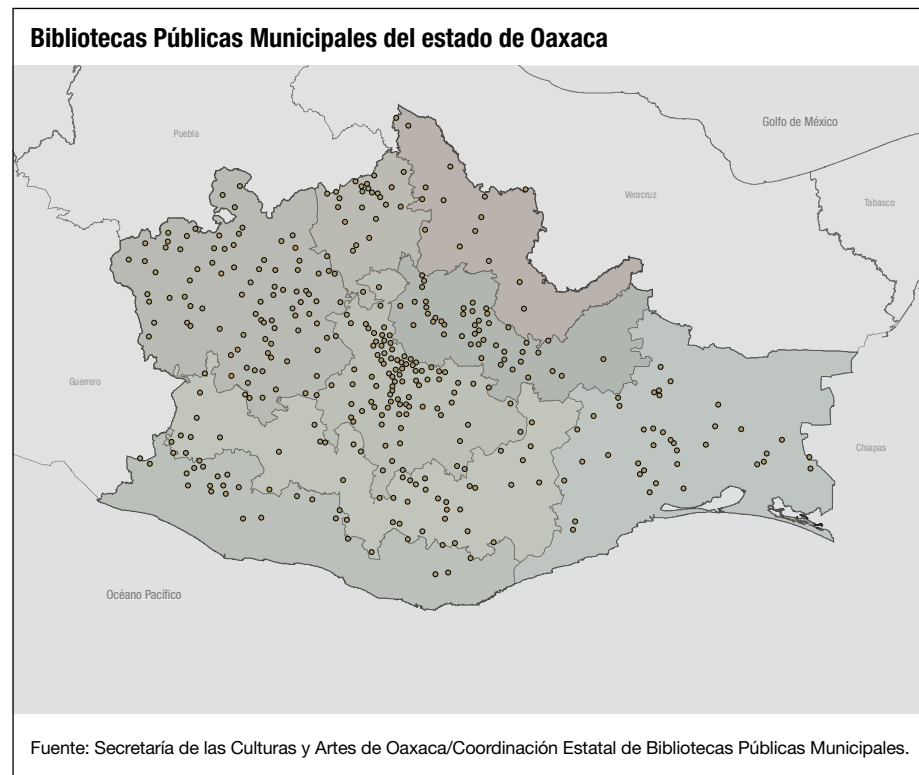 Bibliotecas Públicas Municipales del estado de Oaxaca
Golfo de México
Puebla
Veracruz
Tabasco
Guerrero
Chiapas
Océano Pacífico
Fuente: Secretaría de las Culturas y Artes de Oaxaca/Coordinación Estatal de Bibliotecas Públicas Municipales.